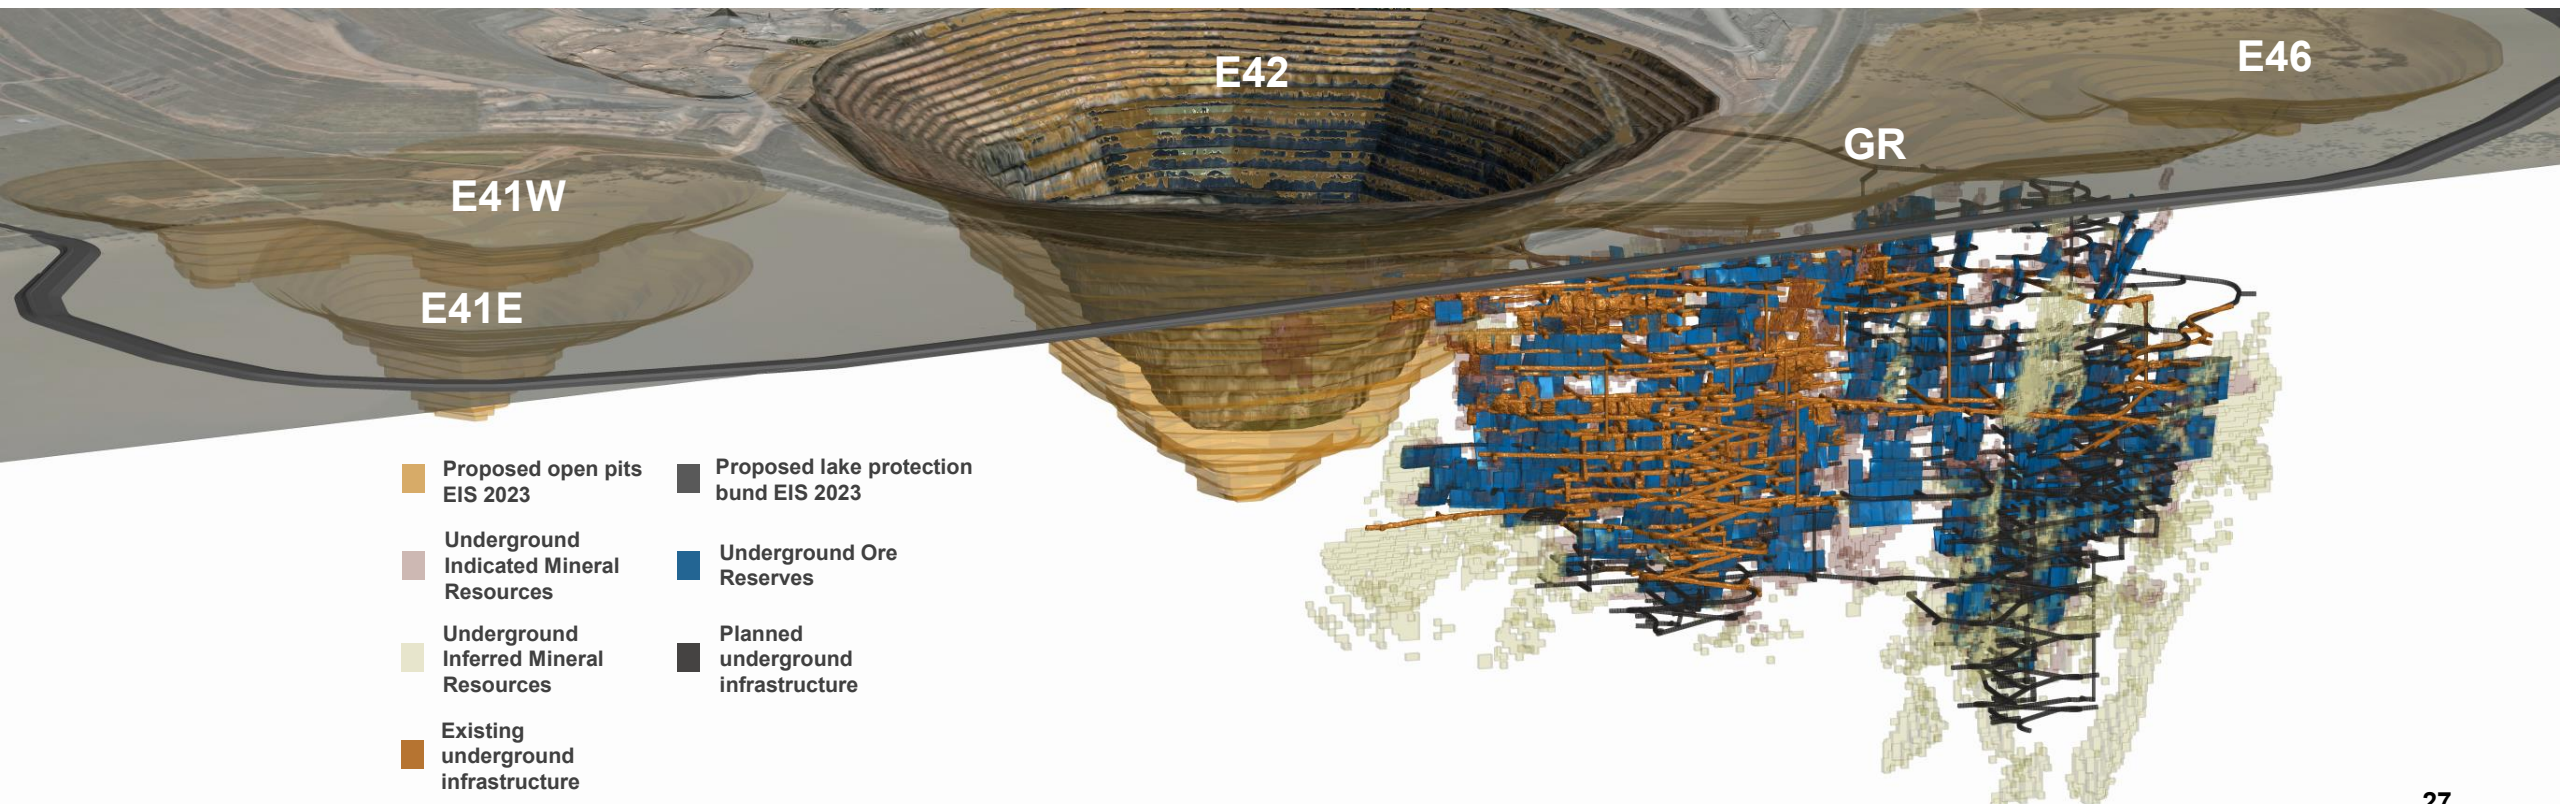 E42
E46
GR
E41W
E41E
Proposed open pits
EIS 2023
Proposed lake protection
bund EIS 2023
Underground
Indicated Mineral
Resources
Underground Ore
Reserves
Underground
Inferred Mineral
Resources
Planned
underground
infrastructure
Existing
underground
infrastructure
27